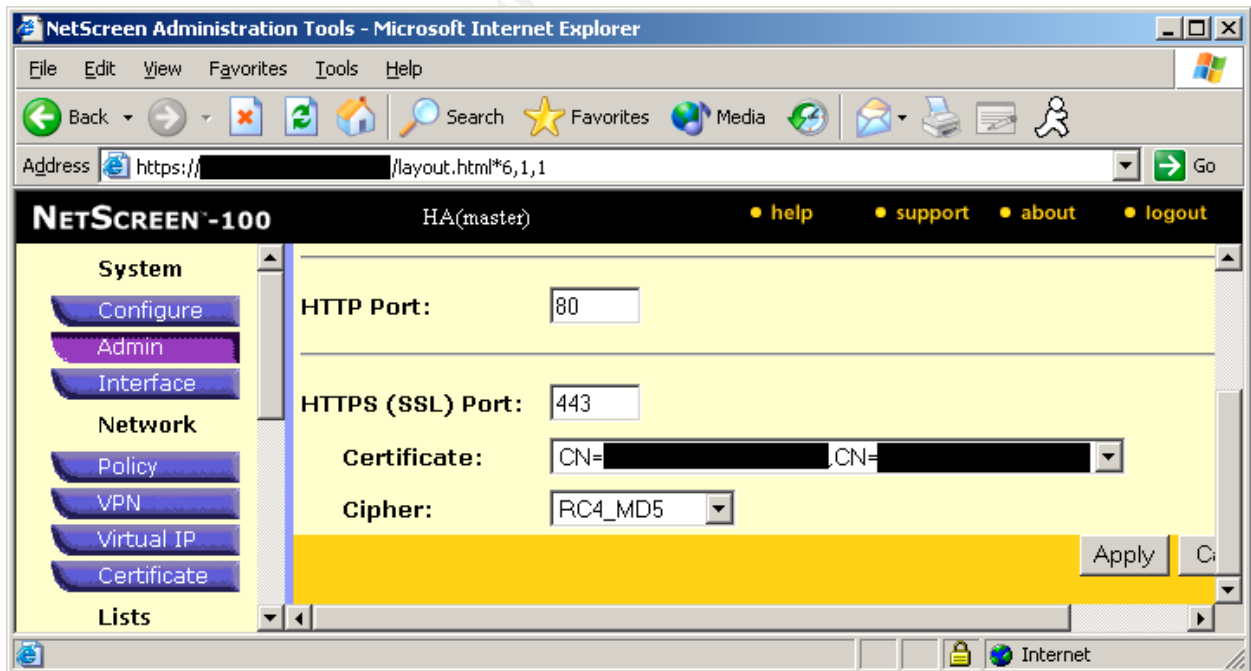 NetScreen Administration Tools - Microsoft Internet Explorer
File Edit View Favorites Tools Help
Back Search Favorites Media
Address https:// /layout.html*6,1,1 Go
NETSCREEN™-100 HA(master) help support about logout
System
Configure
Admin
Interface
Network
Policy
VPN
Virtual IP
Certificate
Lists
HTTP Port: 80
HTTPS (SSL) Port: 443
Certificate: CN= ,CN=
Cipher: RC4_MD5
Apply
Internet